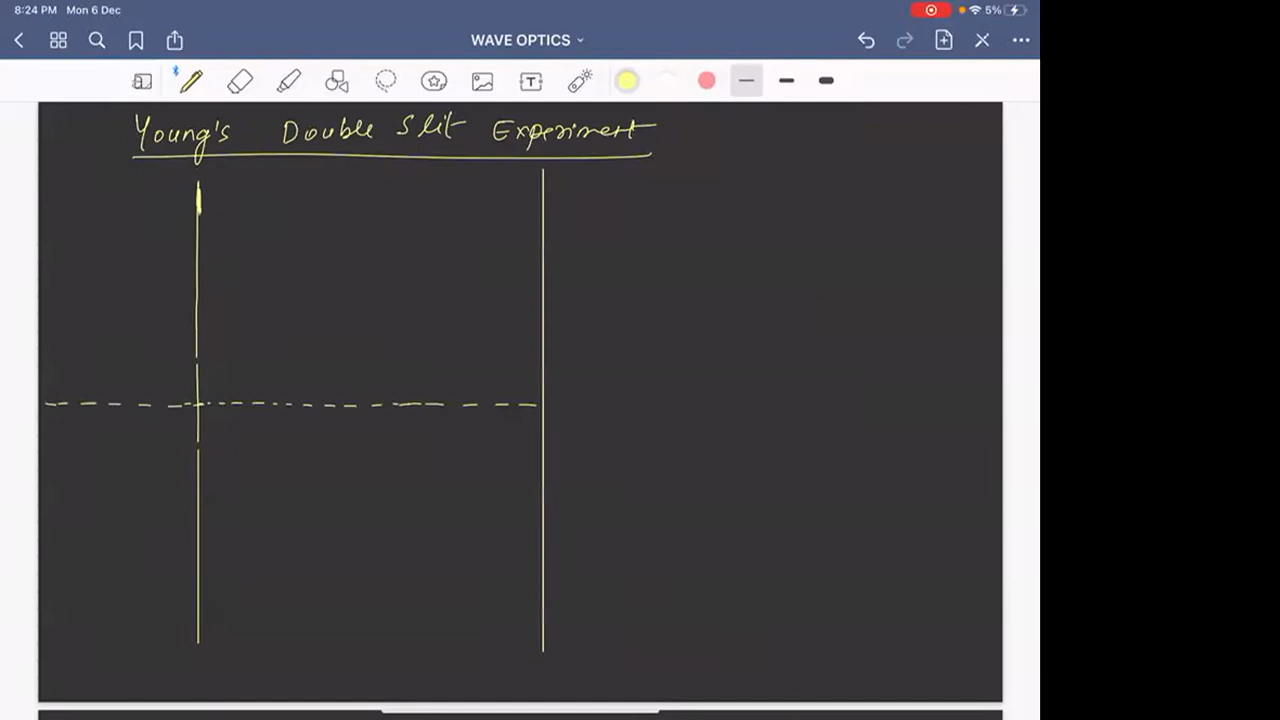 8:24 PM Mon 6 Dec
5%
WAVE OPTICS
T
Young's Double Slit Experiment